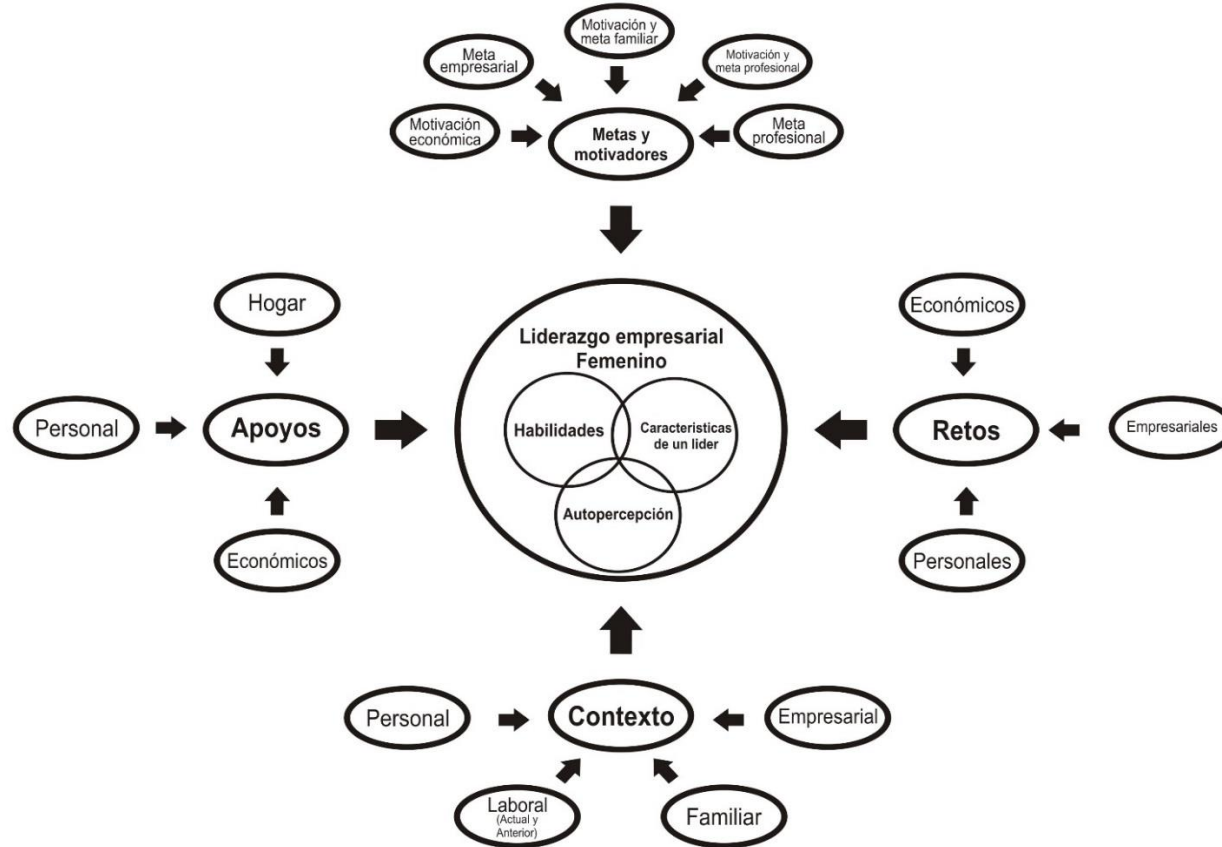 Motivación y
meta familiar
Meta
empresarial
Motivación y
meta profesional
Motivación
económica
Metas y
motivadores
Meta
profesional
Hogar
Económicos
Liderazgo empresarial
Femenino
Personal
Apoyos
Habilidades
Caracteristicas
de un lider
Retos
Empresariales
Autopercepción
Económicos
Personales
Personal
Contexto
Empresarial
Laboral
(Actual y
Anterior)
Familiar